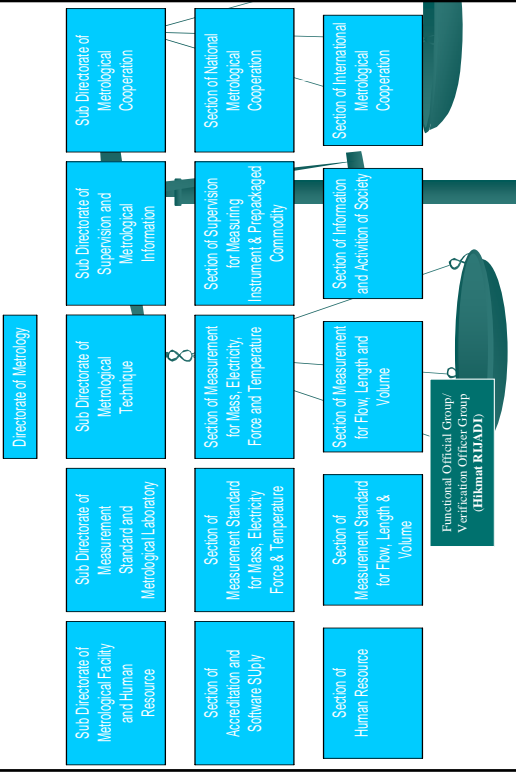 Directorate of Metrology
Sub Directorate of
Metrological Facility
and Human
Resource
Sub Directorate of
Measurement
Standard and
Metrological Laboratory
Sub Directorate of
Metrological
Technique
Sub Directorate of
Supervision and
Metrological
Information
Sub Directorate of
Metrological
Cooperation
Section of
Accreditation and
Software SUply
Section of
Measurement Standard
for Mass, Electricity
Force & Temperature
Section of Measurement
for Mass, Electricity,
Force and Temperature
Section of Supervision
for Measuring
Instrument & Prepackaged
Commodity
Section of National
Metrological
Cooperation
Section of
Human Resource
Section of
Measurement Standard
for Flow, Length &
Volume
Section of Measurement
for Flow, Length and
Volume
Section of Information
and Activition of Society
Section of International
Metrological
Cooperation
Functional Official Group/
Verification Officer Group
(Hikmat RIJADI)